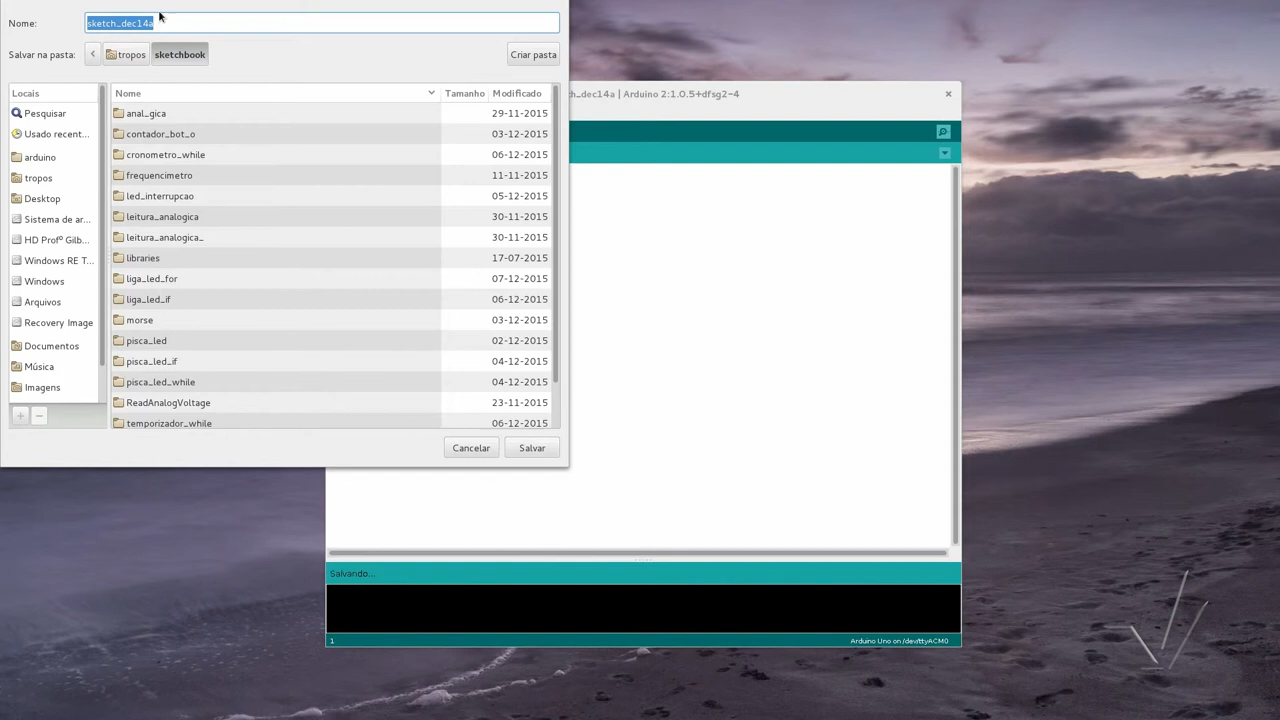 Nome: sketch_dec14a
Salvar na pasta: tropos sketchbook Criar pasta
Locais
Pesquisar
Usado recent...
arduino
tropos
Desktop
Sistema de ar...
HD Profº Gilb...
Windows RE T...
Windows
Arquivos
Recovery Image
Documentos
Música
Imagens
Nome Tamanho Modificado
anal_gica 29-11-2015
contador_bot_o 03-12-2015
cronometro_while 06-12-2015
frequencimetro 11-11-2015
led_interrupcao 05-12-2015
leitura_analogica 30-11-2015
leitura_analogica_ 30-11-2015
libraries 17-07-2015
liga_led_for 07-12-2015
liga_led_if 06-12-2015
morse 03-12-2015
pisca_led 02-12-2015
pisca_led_if 04-12-2015
pisca_led_while 04-12-2015
ReadAnalogVoltage 23-11-2015
temporizador_while 06-12-2015
Cancelar Salvar
h_dec14a | Arduino 2:1.0.5+dfsg2-4
Salvando...
1 Arduino Uno on /dev/ttyACM0